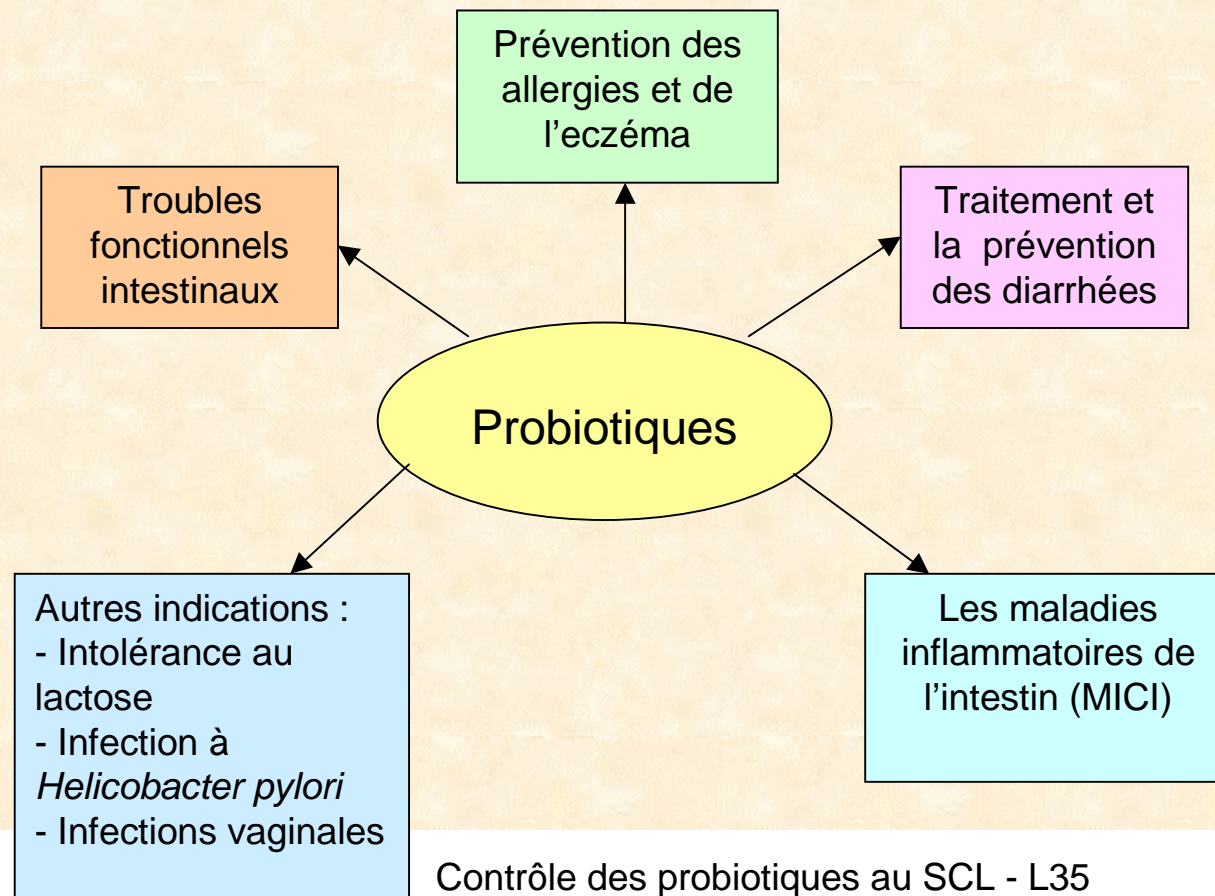 Prévention des
allergies et de
l’eczéma
Troubles
fonctionnels
intestinaux
Traitement et
la prévention
des diarrhées
Probiotiques
Autres indications :
- Intolérance au
lactose
- Infection à
Helicobacter pylori
- Infections vaginales
Les maladies
inflammatoires de
l’intestin (MICI)
Contrôle des probiotiques au SCL - L35